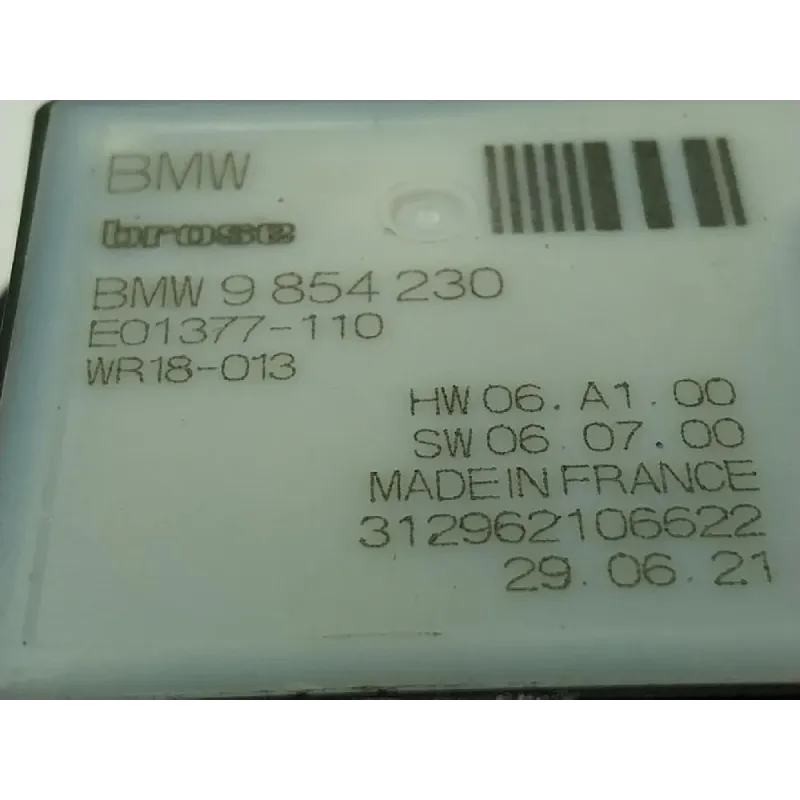 BMW
brose
BMW 9 854 230
E01377-110
WR18-013
HW 06. A1. 00
SW 06 07. 00
MADE IN FRANCE
312962106622
29. 06. 21